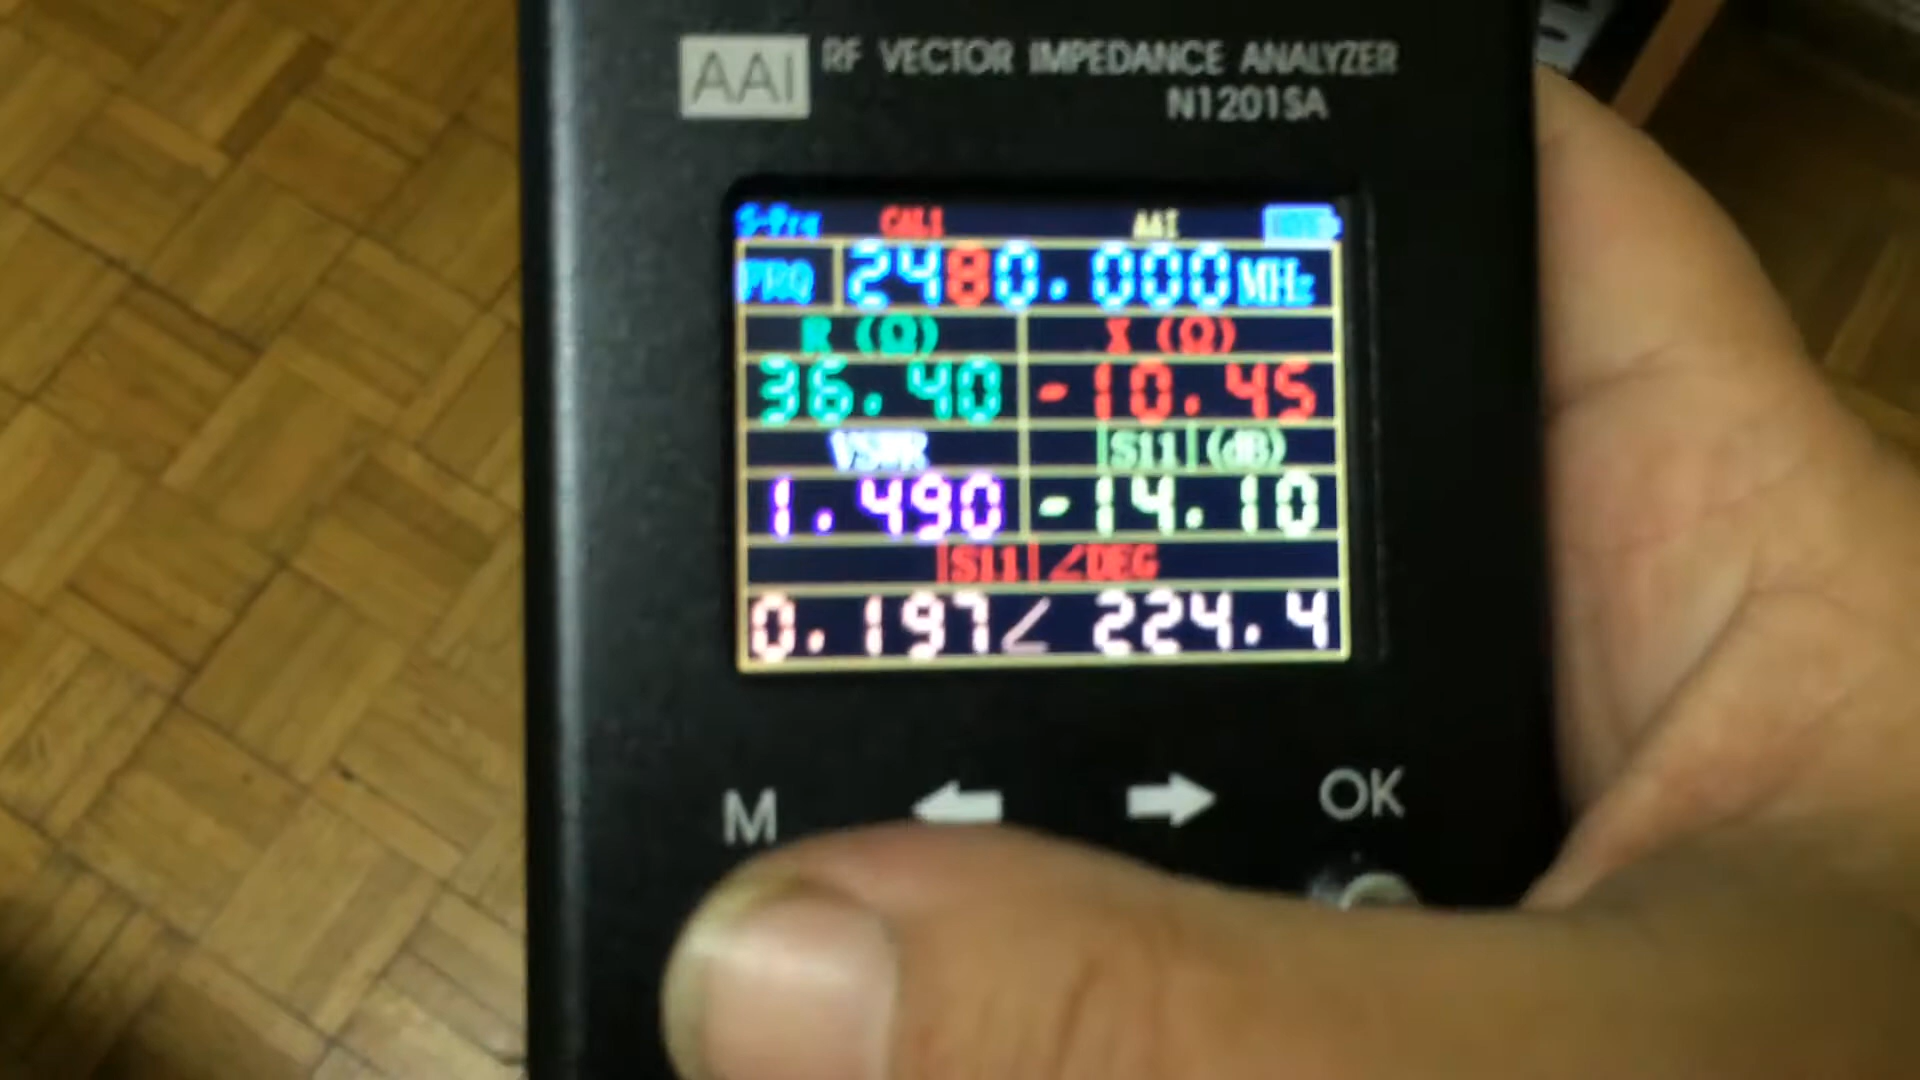 AAI RF VECTOR IMPEDANCE ANALYZER
N1201SA
S-Frq CAL1 AAI
FRQ 2480.000MHz
R (Ω) X (Ω)
36.40 -10.45
VSWR |S11|(dB)
1.490 -14.10
|S11|∠DEG
0.197∠ 224.4
M OK